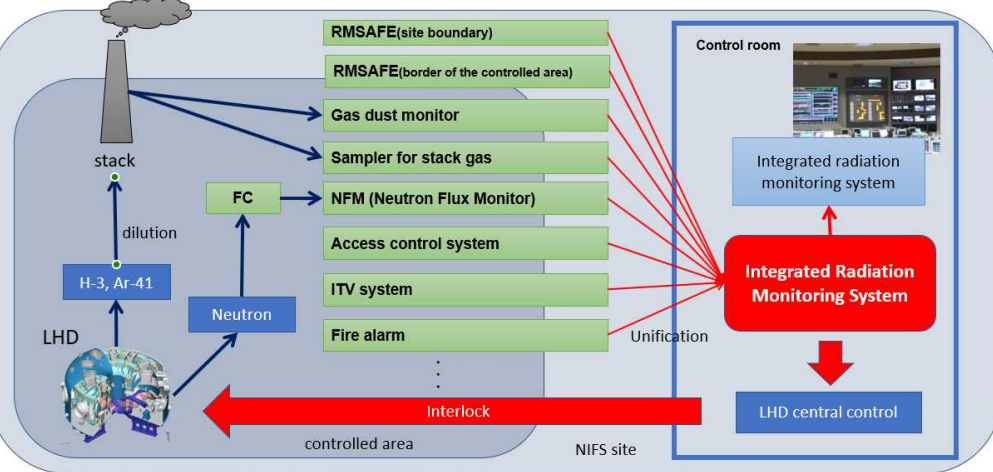 RMSAFE(site boundary)
RMSAFE(border of the controlled area)
Gas dust monitor
Sampler for stack gas
NFM (Neutron Flux Monitor)
Access control system
ITV system
Fire alarm
stack
FC
dilution
H-3, Ar-41
Neutron
LHD
Unification
Interlock
controlled area
NIFS site
Control room
Integrated radiation
monitoring system
Integrated Radiation
Monitoring System
LHD central control